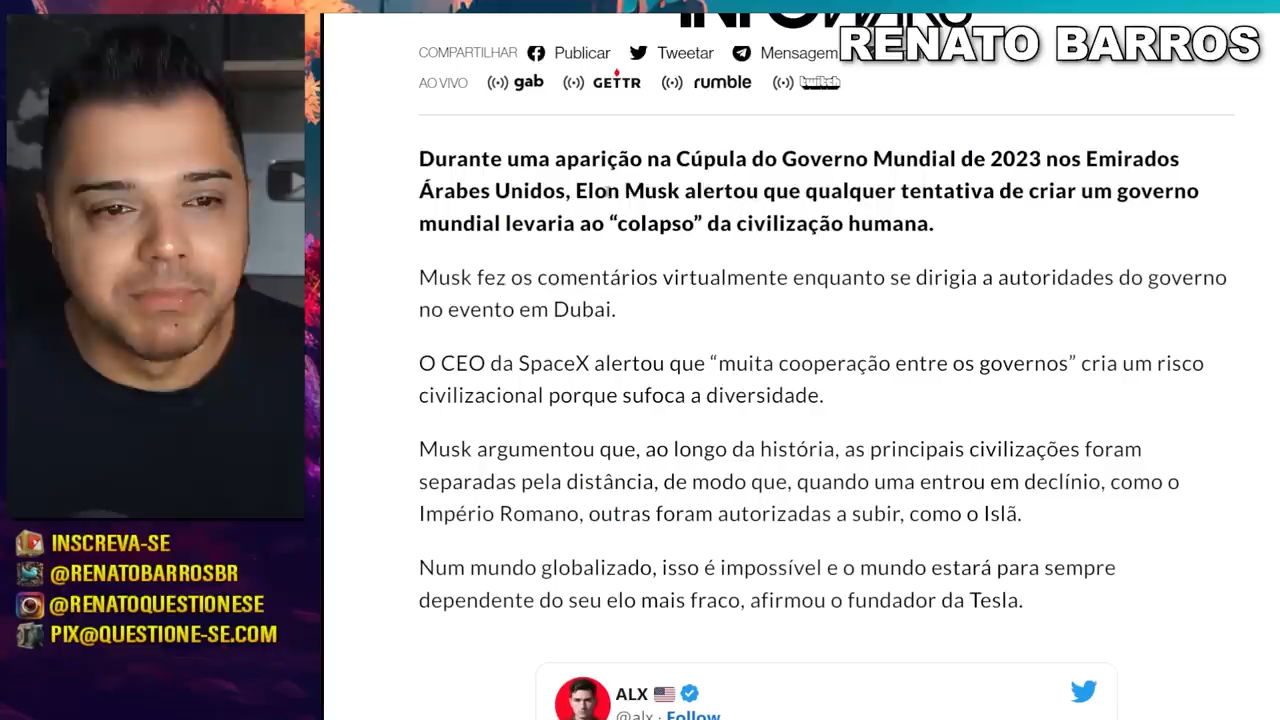 INFOWARS
RENATO BARROS
COMPARTILHAR Publicar Tweetar Mensagem
AO VIVO gab GETTR rumble twitch
Durante uma aparição na Cúpula do Governo Mundial de 2023 nos Emirados
Árabes Unidos, Elon Musk alertou que qualquer tentativa de criar um governo
mundial levaria ao “colapso” da civilização humana.
Musk fez os comentários virtualmente enquanto se dirigia a autoridades do governo
no evento em Dubai.
O CEO da SpaceX alertou que “muita cooperação entre os governos” cria um risco
civilizacional porque sufoca a diversidade.
Musk argumentou que, ao longo da história, as principais civilizações foram
separadas pela distância, de modo que, quando uma entrou em declínio, como o
Império Romano, outras foram autorizadas a subir, como o Islã.
Num mundo globalizado, isso é impossível e o mundo estará para sempre
dependente do seu elo mais fraco, afirmou o fundador da Tesla.
ALX
@alx · Follow
INSCREVA-SE
@RENATOBARROSBR
@RENATOQUESTIONESE
PIX@QUESTIONE-SE.COM